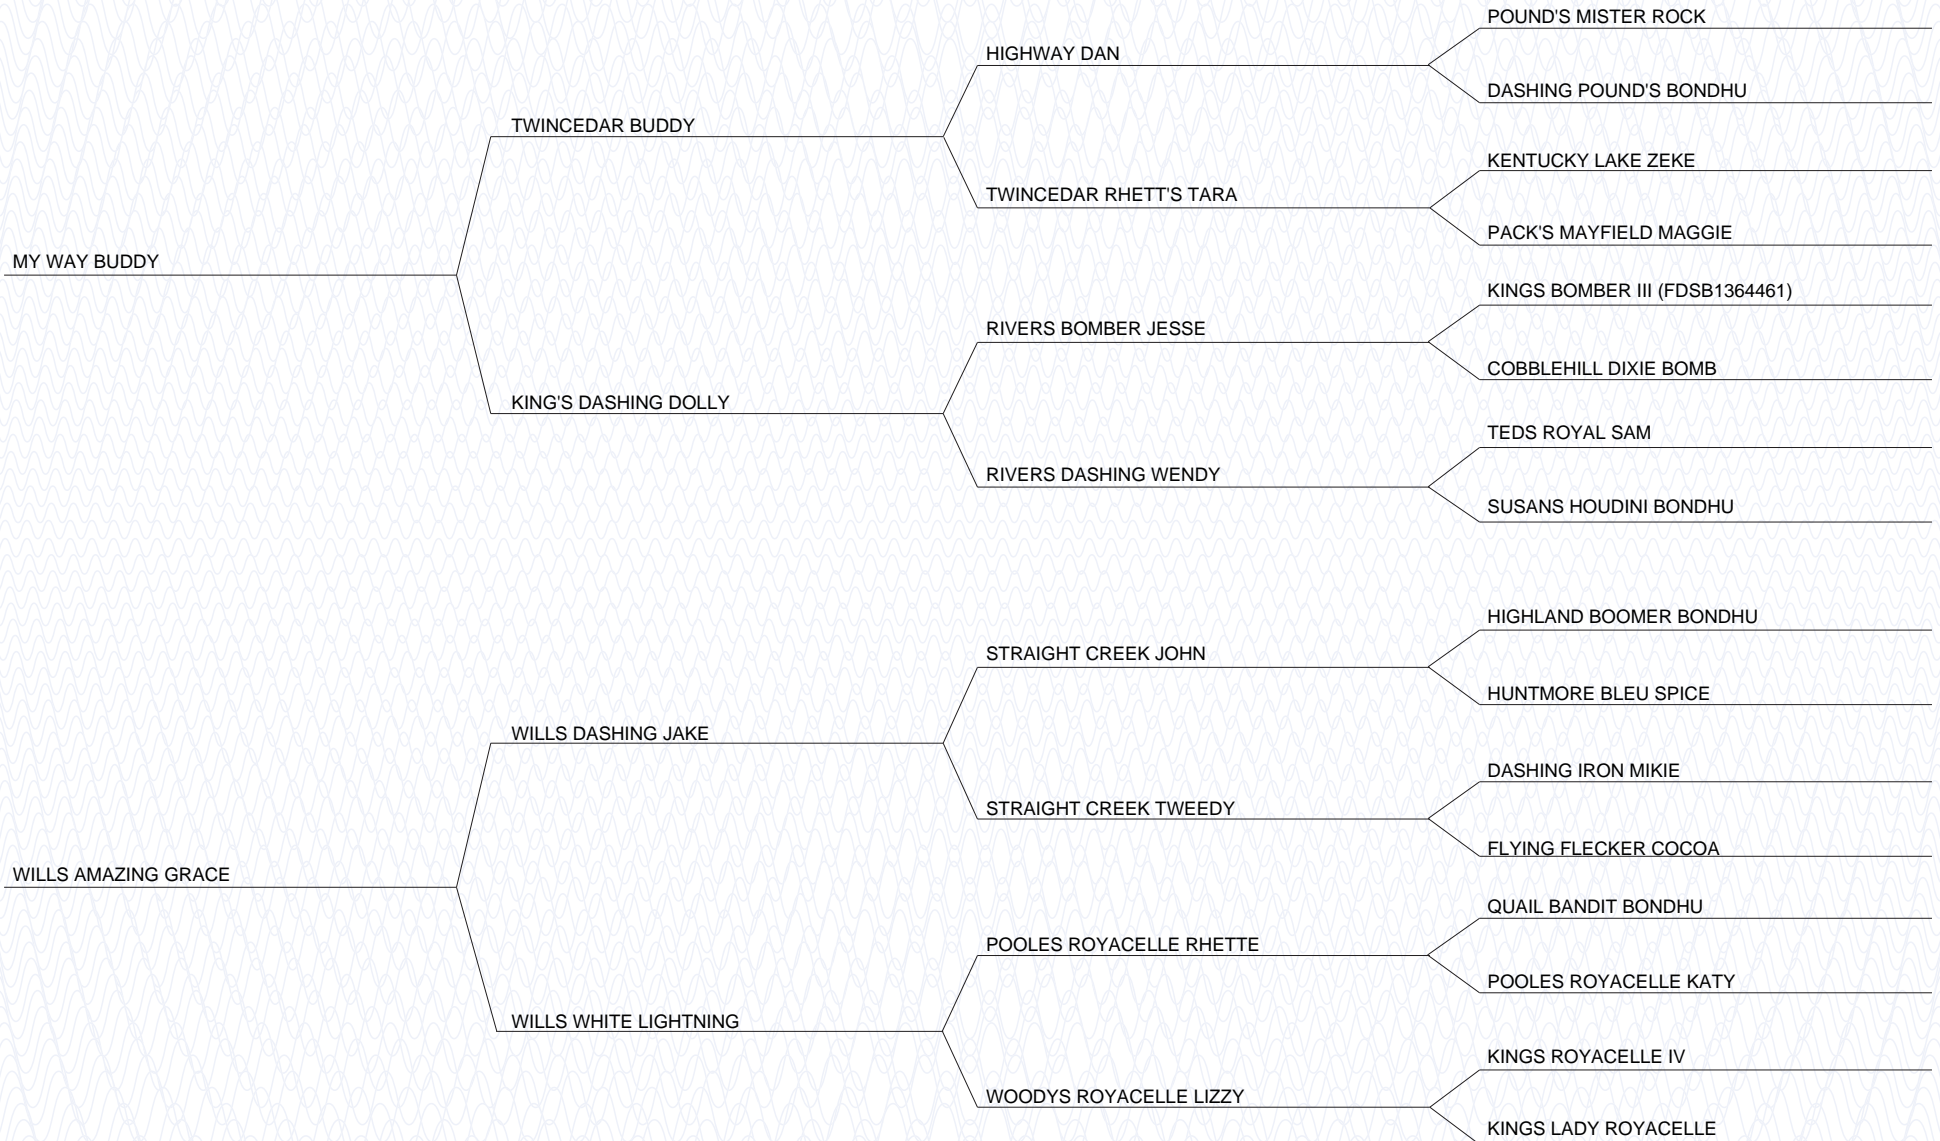 POUND'S MISTER ROCK
HIGHWAY DAN
DASHING POUND'S BONDHU
TWINCEDAR BUDDY
KENTUCKY LAKE ZEKE
TWINCEDAR RHETT'S TARA
PACK'S MAYFIELD MAGGIE
MY WAY BUDDY
KINGS BOMBER III (FDSB1364461)
RIVERS BOMBER JESSE
COBBLEHILL DIXIE BOMB
KING'S DASHING DOLLY
TEDS ROYAL SAM
RIVERS DASHING WENDY
SUSANS HOUDINI BONDHU
HIGHLAND BOOMER BONDHU
STRAIGHT CREEK JOHN
HUNTMORE BLEU SPICE
WILLS DASHING JAKE
DASHING IRON MIKIE
STRAIGHT CREEK TWEEDY
FLYING FLECKER COCOA
WILLS AMAZING GRACE
QUAIL BANDIT BONDHU
POOLES ROYACELLE RHETTE
POOLES ROYACELLE KATY
WILLS WHITE LIGHTNING
KINGS ROYACELLE IV
WOODYS ROYACELLE LIZZY
KINGS LADY ROYACELLE